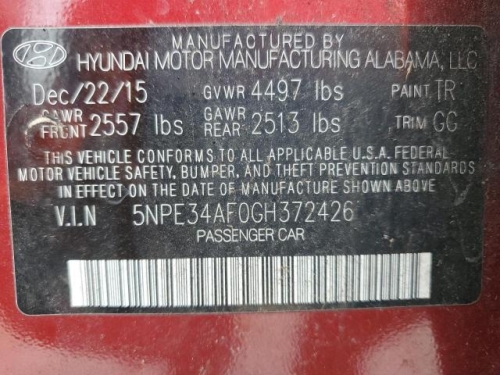 MANUFACTURED BY
HYUNDAI MOTOR MANUFACTURING ALABAMA, LLC
Dec/22/15 GVWR 4497 lbs PAINT TR
GAWR FRONT 2557 lbs GAWR REAR 2513 lbs TRIM GG
THIS VEHICLE CONFORMS TO ALL APPLICABLE U.S.A. FEDERAL
MOTOR VEHICLE SAFETY, BUMPER, AND THEFT PREVENTION STANDARDS
IN EFFECT ON THE DATE OF MANUFACTURE SHOWN ABOVE.
V.I.N 5NPE34AF0GH372426
PASSENGER CAR